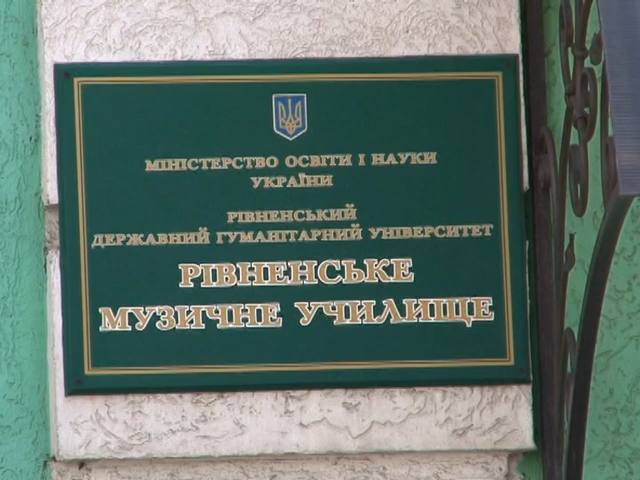 МІНІСТЕРСТВО ОСВІТИ І НАУКИ
УКРАЇНИ
РІВНЕНСЬКИЙ
ДЕРЖАВНИЙ ГУМАНІТАРНИЙ УНІВЕРСИТЕТ
РІВНЕНСЬКЕ
МУЗИЧНЕ УЧИЛИЩЕ